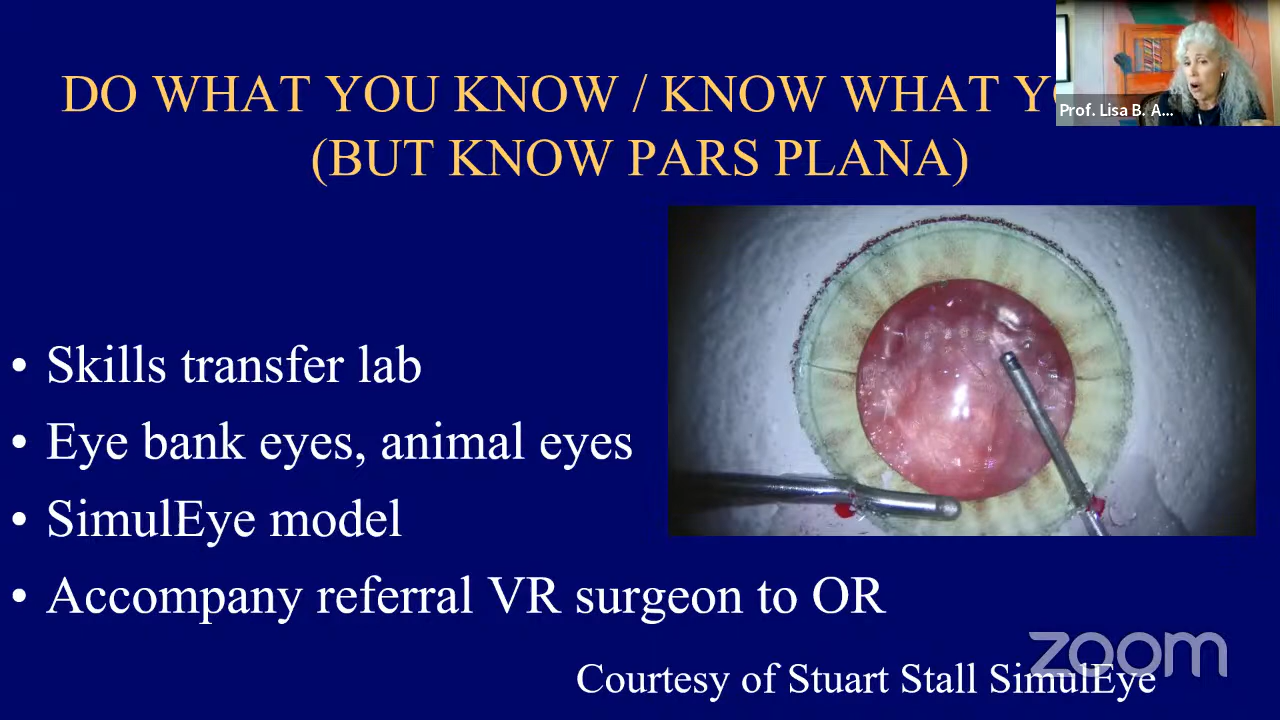 DO WHAT YOU KNOW / KNOW WHAT
(BUT KNOW PARS PLANA)
Prof. Lisa B. A...
• Skills transfer lab
• Eye bank eyes, animal eyes
• SimulEye model
• Accompany referral VR surgeon to OR
zoom
Courtesy of Stuart Stall SimulEye